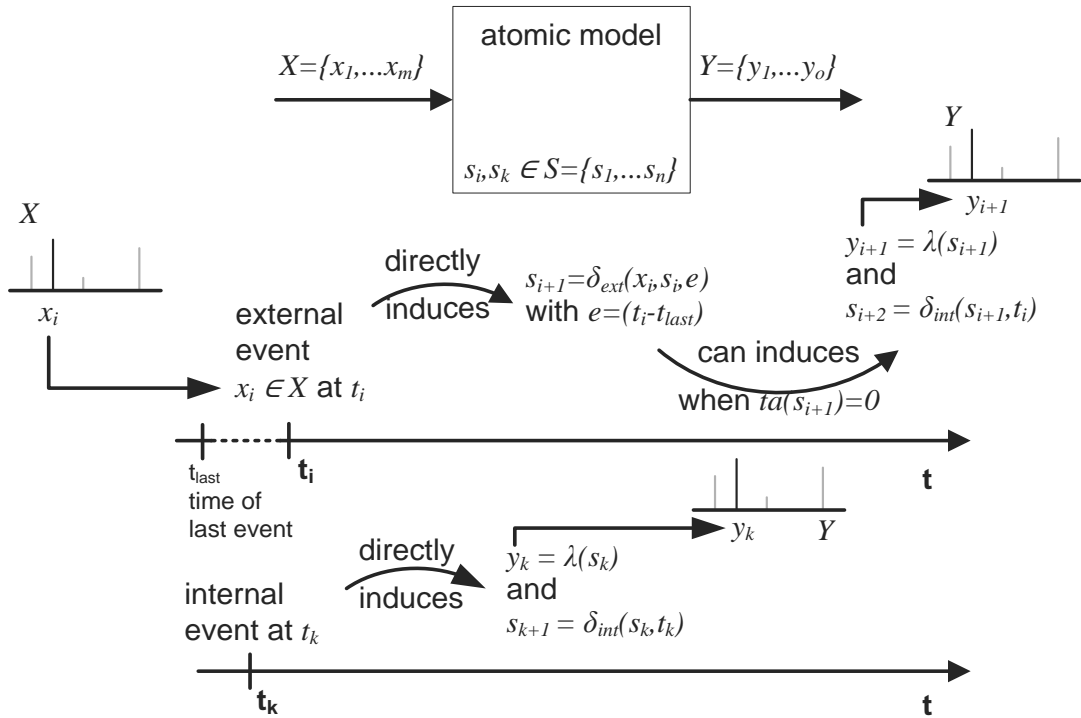 atomic model
X={x1,...xm}
Y={y1,...yo}
si,sk ∈ S={s1,...sn}
Y
yi+1
X
xi
yi+1 = λ(si+1)
and
si+2 = δint(si+1,ti)
directly
induces
si+1=δext(xi,si,e)
with e=(ti-tlast)
external
event
xi ∈ X at ti
can induces
when ta(si+1)=0
tlast
time of
last event
ti
t
yk
Y
directly
induces
yk = λ(sk)
and
sk+1 = δint(sk,tk)
internal
event at tk
tk
t